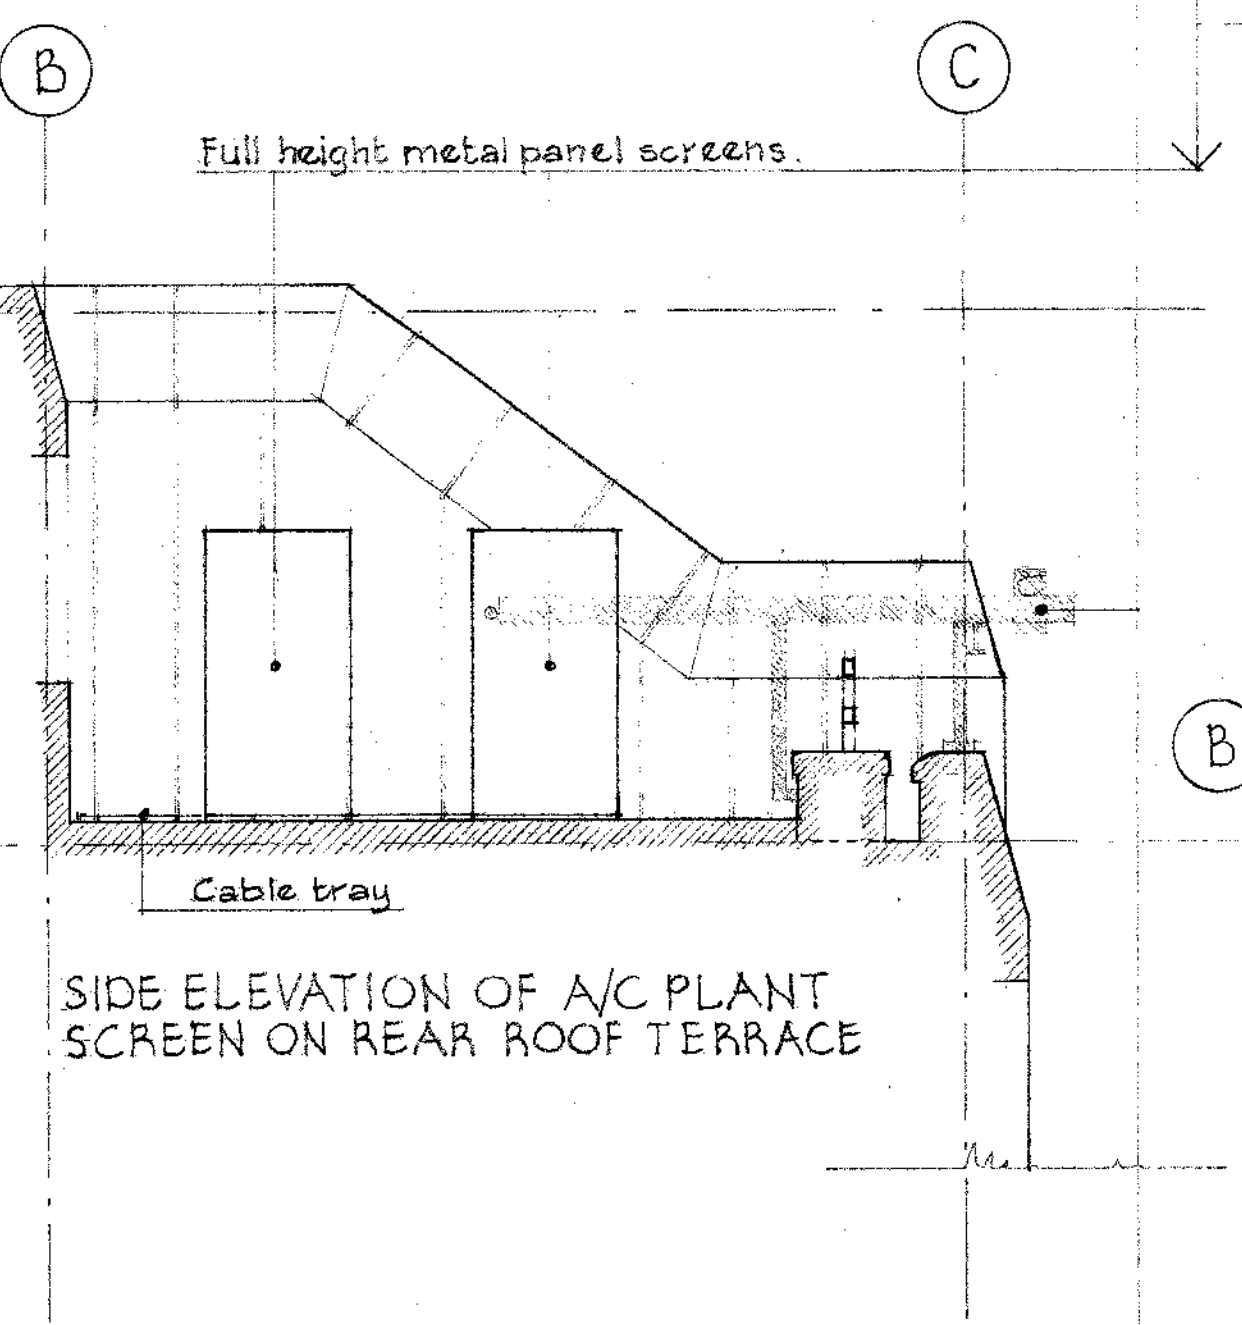 B
C
Full height metal panel screens.
B
Cable tray
SIDE ELEVATION OF A/C PLANT
SCREEN ON REAR ROOF TERRACE